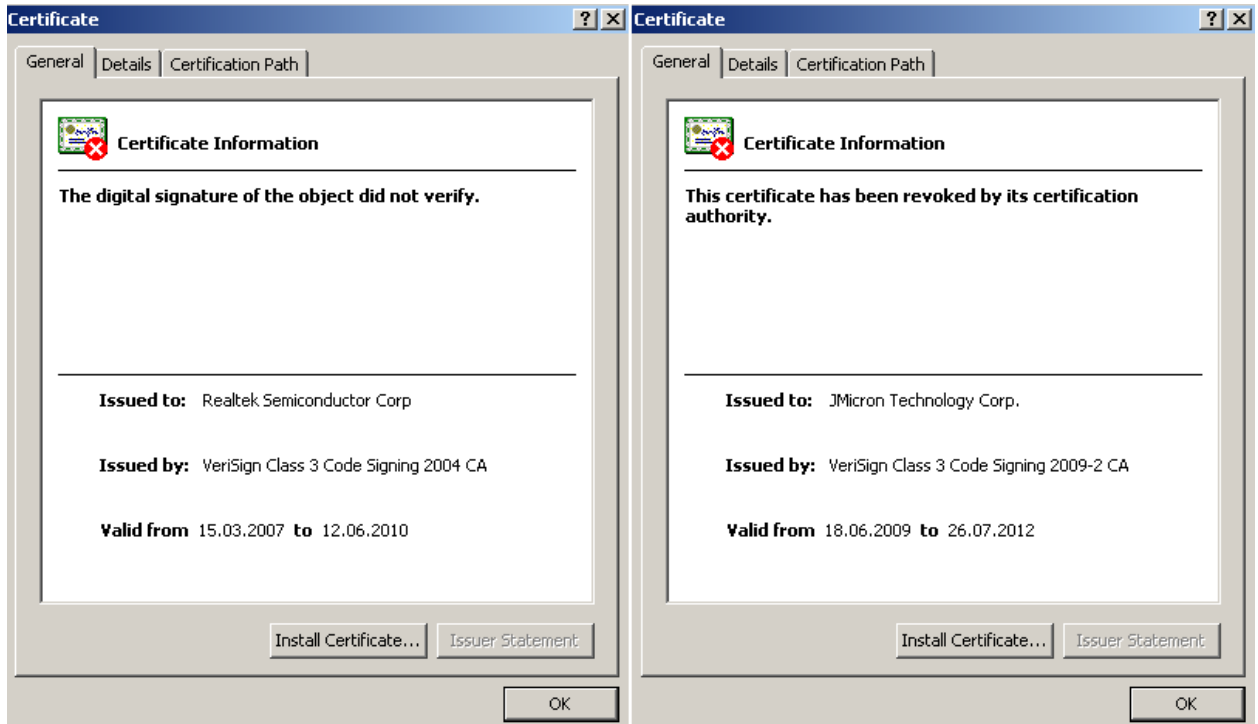 Certificate
General Details Certification Path
Certificate Information
The digital signature of the object did not verify.
Issued to: Realtek Semiconductor Corp
Issued by: VeriSign Class 3 Code Signing 2004 CA
Valid from 15.03.2007 to 12.06.2010
Install Certificate... Issuer Statement
OK
Certificate
General Details Certification Path
Certificate Information
This certificate has been revoked by its certification
authority.
Issued to: JMicron Technology Corp.
Issued by: VeriSign Class 3 Code Signing 2009-2 CA
Valid from 18.06.2009 to 26.07.2012
Install Certificate... Issuer Statement
OK